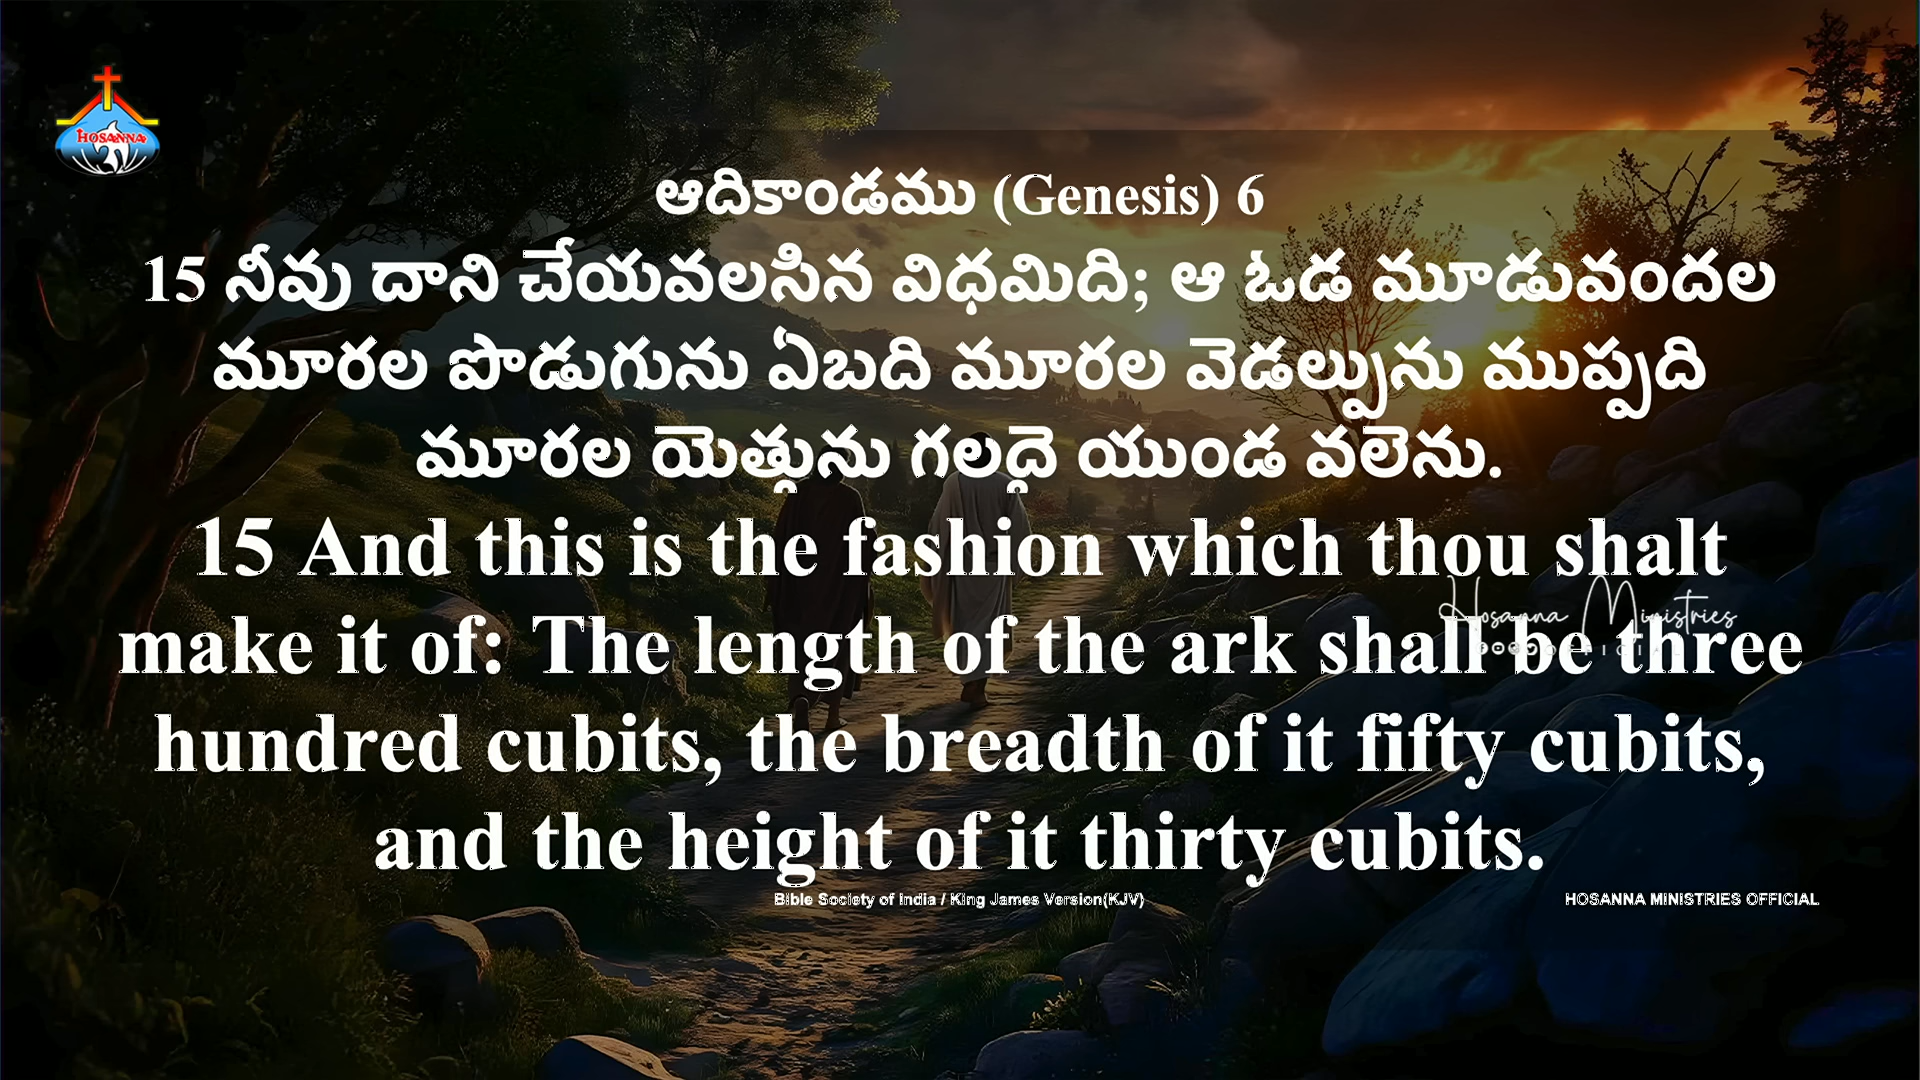 HOSANNA
ఆదికాండము (Genesis) 6
15 నీవు దాని చేయవలసిన విధమిది; ఆ ఓడ మూడువందల
మూరల పొడుగును ఏబది మూరల వెడల్పును ముప్పది
మూరల యెత్తును గలదై యుండ వలెను.
15 And this is the fashion which thou shalt
Hosanna Ministries
make it of: The length of the ark shall be three
OFFICIAL
hundred cubits, the breadth of it fifty cubits,
and the height of it thirty cubits.
Bible Society of India / King James Version(KJV)
HOSANNA MINISTRIES OFFICIAL